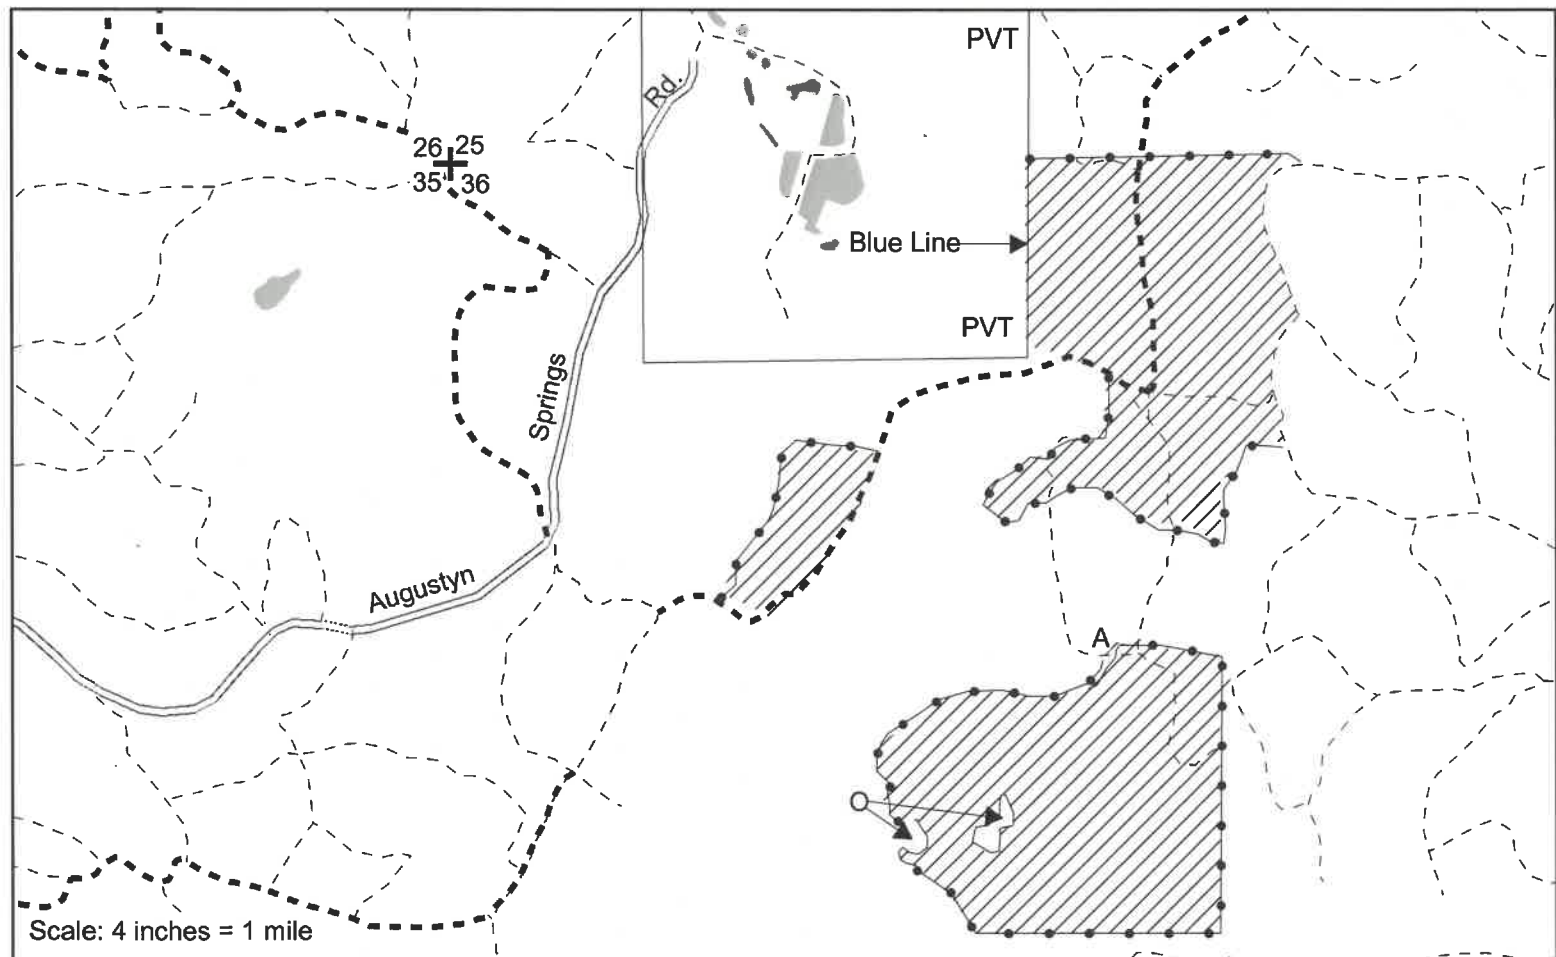 PVT
Rd.
26 25
35 36
Blue Line
PVT
Springs
Augustyn
A
O
Scale: 4 inches = 1 mile